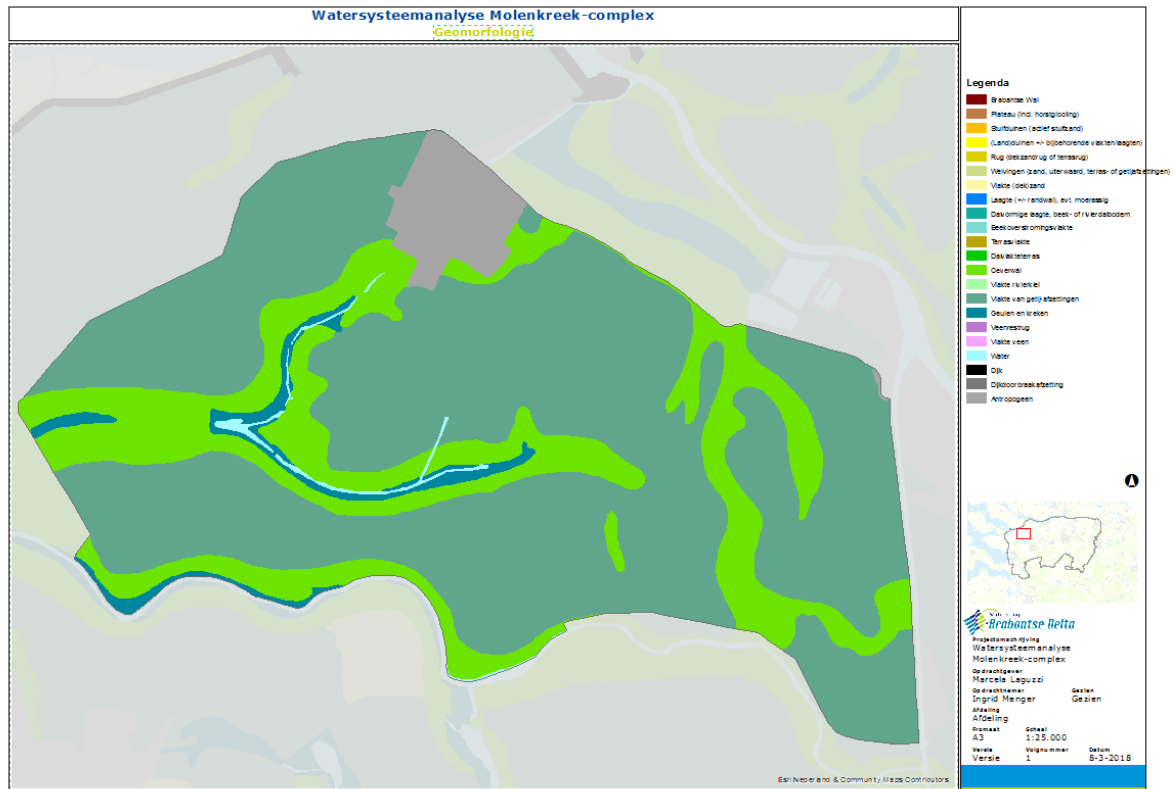 Watersysteemanalyse Molenkreek-complex
Geomorfologie
Legenda
Brabantse Wal
Plateau (incl. horstglooiing)
Stuifduinen (actief stuifzand)
(Land)duinen +/- bijbehorende vlakten/laagten)
Rug (dekzandrug of terrasrug)
Welvingen (zand, uiterwaard, terras- of getijafzettingen)
Vlakte (dek)zand
Laagte (+/- randwal), evt. moerassig
Dalvormige laagte, beek- of rivierdalbodem
Beekoverstromingsvlakte
Terrasvlakte
Dalvlakteterras
Oeverwal
Vlakte rivierklei
Vlakte van getij-afzettingen
Geulen en kreken
Veenrestrug
Vlakte veen
Water
Dijk
Dijkdoorbraakafzetting
Antropogeen
Brabantse Delta
Projectomschrijving
Watersysteemanalyse
Molenkreek-complex
Opdrachtgever
Marcela Laguzzi
Opdrachtnemer Gezien
Ingrid Menger Gezien
Afdeling
Afdeling
Formaat Schaal
A3 1:25.000
Versie Volgnummer Datum
Versie 1 8-3-2018
Esri Nederland & Community Maps Contributors